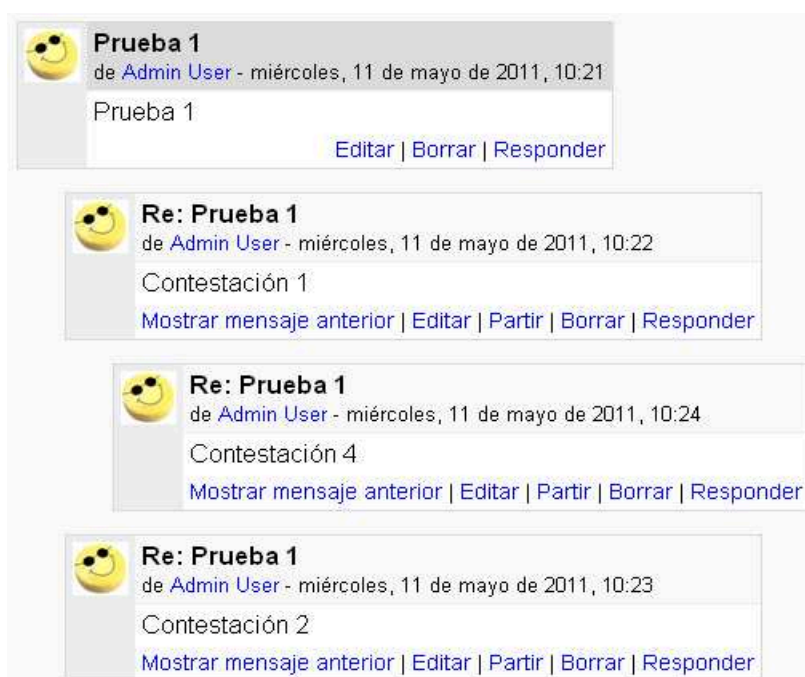 Prueba 1
de Admin User - miércoles, 11 de mayo de 2011, 10:21
Prueba 1
Editar | Borrar | Responder
Re: Prueba 1
de Admin User - miércoles, 11 de mayo de 2011, 10:22
Contestación 1
Mostrar mensaje anterior | Editar | Partir | Borrar | Responder
Re: Prueba 1
de Admin User - miércoles, 11 de mayo de 2011, 10:24
Contestación 4
Mostrar mensaje anterior | Editar | Partir | Borrar | Responder
Re: Prueba 1
de Admin User - miércoles, 11 de mayo de 2011, 10:23
Contestación 2
Mostrar mensaje anterior | Editar | Partir | Borrar | Responder